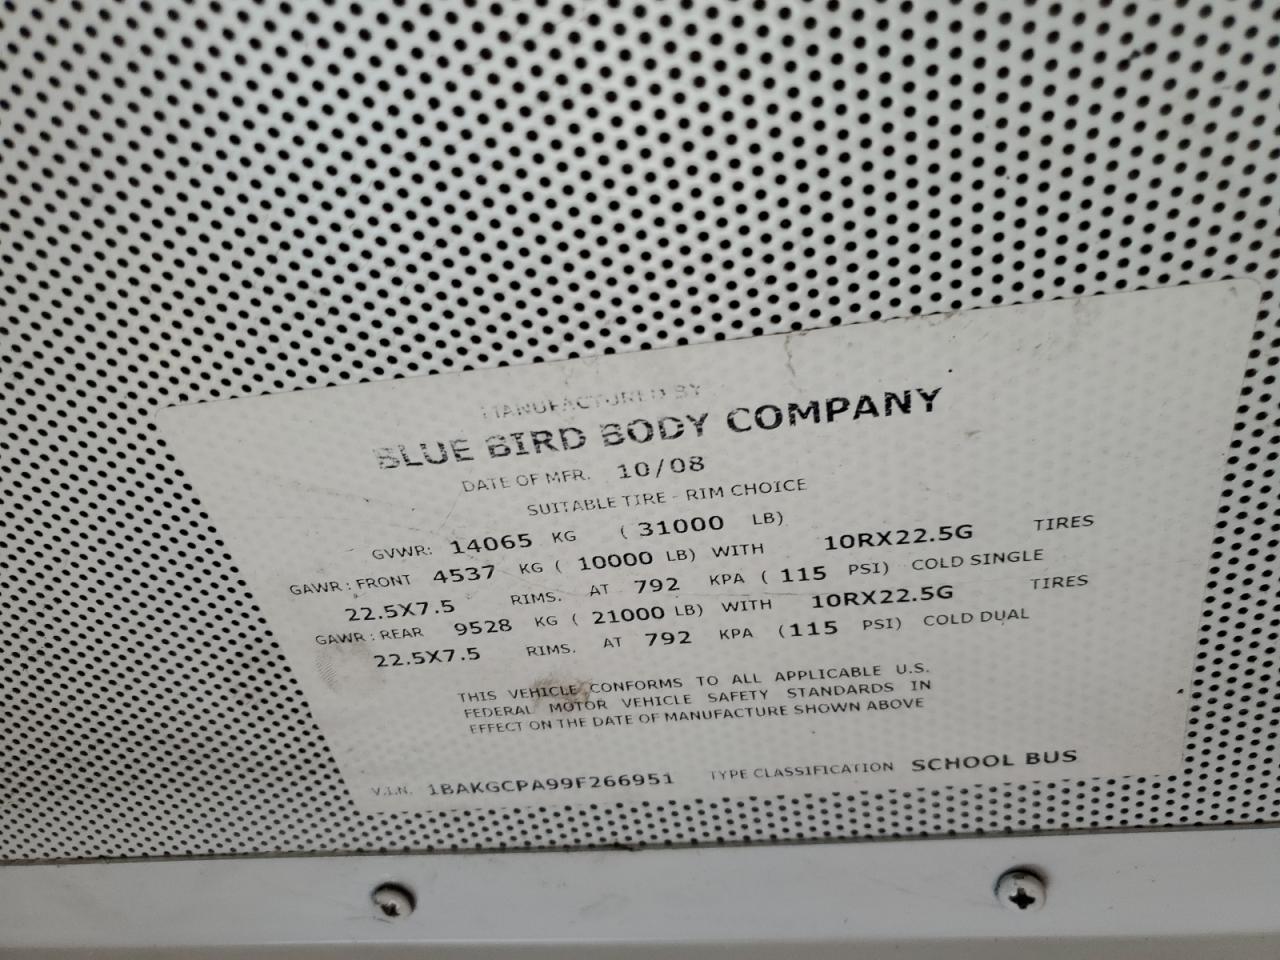 MANUFACTURED BY
BLUE BIRD BODY COMPANY
DATE OF MFR. 10/08
SUITABLE TIRE - RIM CHOICE
GVWR: 14065 KG ( 31000 LB)
GAWR: FRONT 4537 KG ( 10000 LB) WITH 10RX22.5G TIRES
22.5X7.5 RIMS. AT 792 KPA ( 115 PSI) COLD SINGLE
GAWR: REAR 9528 KG ( 21000 LB) WITH 10RX22.5G TIRES
22.5X7.5 RIMS. AT 792 KPA (115 PSI) COLD DUAL
THIS VEHICLE CONFORMS TO ALL APPLICABLE U.S.
FEDERAL MOTOR VEHICLE SAFETY STANDARDS IN
EFFECT ON THE DATE OF MANUFACTURE SHOWN ABOVE
V.I.N. 1BAKGCPA99F266951 TYPE CLASSIFICATION SCHOOL BUS